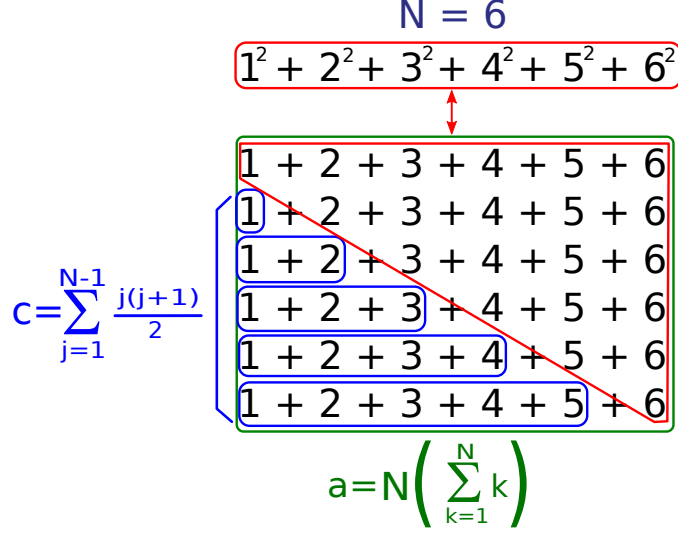 N = 6
1² + 2² + 3² + 4² + 5² + 6²
1 + 2 + 3 + 4 + 5 + 6
1 + 2 + 3 + 4 + 5 + 6
1 + 2 + 3 + 4 + 5 + 6
1 + 2 + 3 + 4 + 5 + 6
1 + 2 + 3 + 4 + 5 + 6
1 + 2 + 3 + 4 + 5 + 6
N-1
c=∑ j(j+1)
2
j=1
N
a=N(∑ k)
k=1